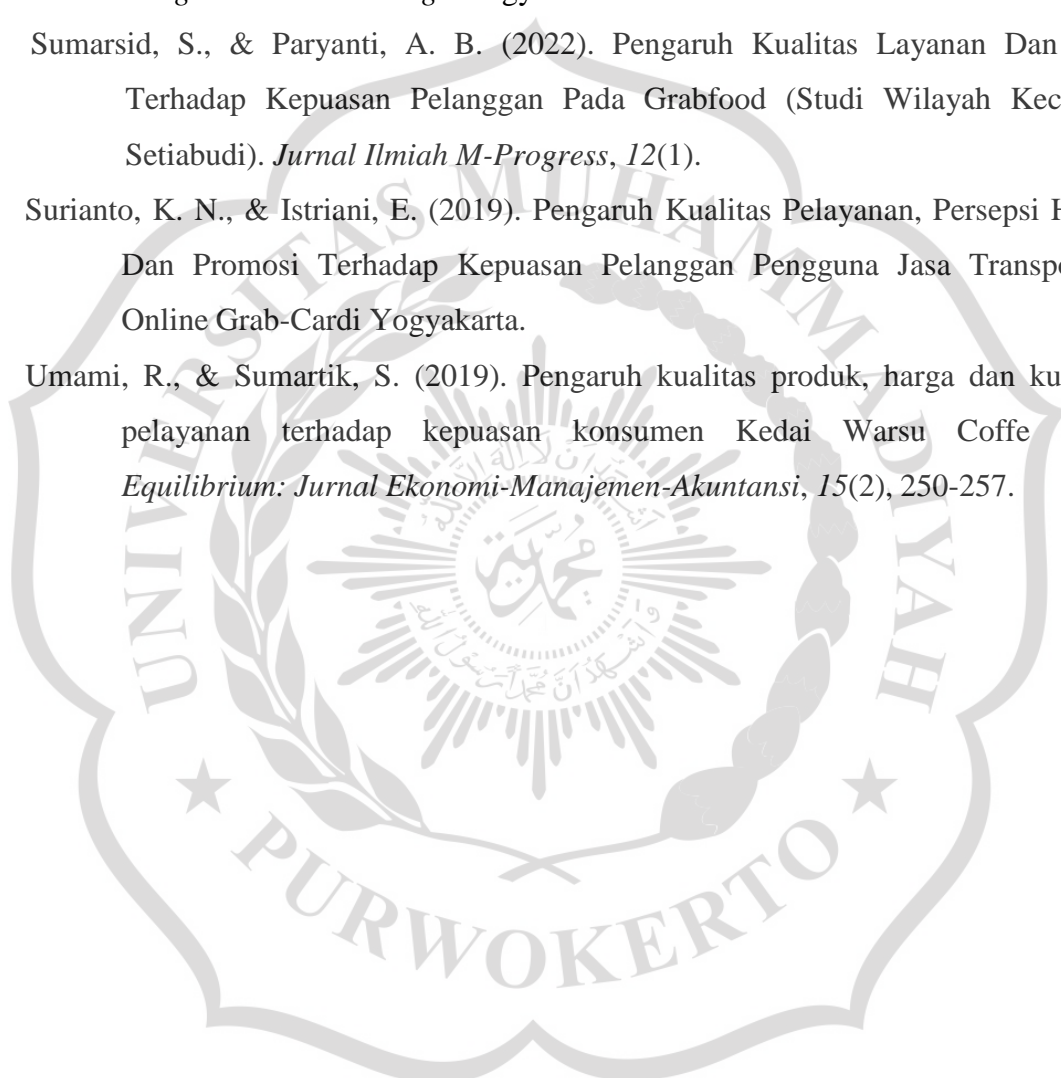 Sumarsid, S., & Paryanti, A. B. (2022). Pengaruh Kualitas Layanan Dan
Terhadap Kepuasan Pelanggan Pada Grabfood (Studi Wilayah Kec
Setiabudi). Jurnal Ilmiah M-Progress, 12(1).
Surianto, K. N., & Istriani, E. (2019). Pengaruh Kualitas Pelayanan, Persepsi H
Dan Promosi Terhadap Kepuasan Pelanggan Pengguna Jasa Transp
Online Grab-Cardi Yogyakarta.
Umami, R., & Sumartik, S. (2019). Pengaruh kualitas produk, harga dan ku
pelayanan terhadap kepuasan konsumen Kedai Warsu Coffe
Equilibrium: Jurnal Ekonomi-Manajemen-Akuntansi, 15(2), 250-257.
UNIVERSITAS MUHAMMADIYAH
PURWOKERTO